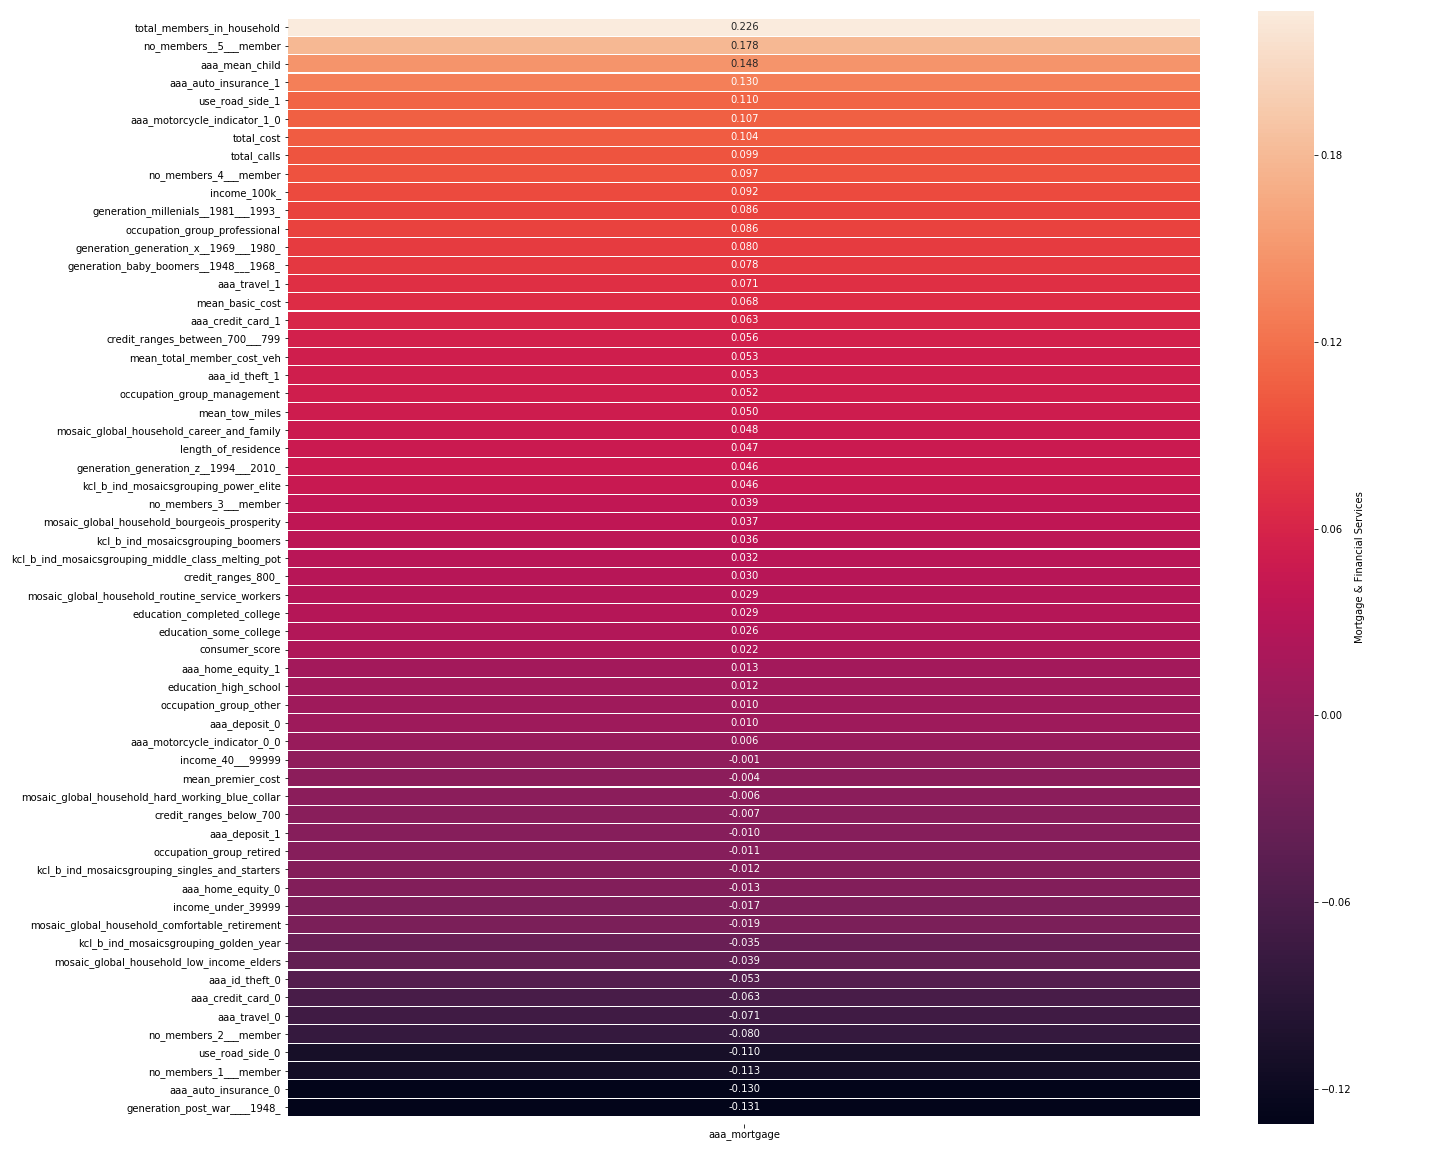 total_members_in_household 0.226
no_members__5___member 0.178
aaa_mean_child 0.148
aaa_auto_insurance_1 0.130
use_road_side_1 0.110
aaa_motorcycle_indicator_1_0 0.107
total_cost 0.104
total_calls 0.099
no_members_4___member 0.097
income_100k_ 0.092
generation_millenials__1981___1993_ 0.086
occupation_group_professional 0.086
generation_generation_x__1969___1980_ 0.080
generation_baby_boomers__1948___1968_ 0.078
aaa_travel_1 0.071
mean_basic_cost 0.068
aaa_credit_card_1 0.063
credit_ranges_between_700___799 0.056
mean_total_member_cost_veh 0.053
aaa_id_theft_1 0.053
occupation_group_management 0.052
mean_tow_miles 0.050
mosaic_global_household_career_and_family 0.048
length_of_residence 0.047
generation_generation_z__1994___2010_ 0.046
kcl_b_ind_mosaicsgrouping_power_elite 0.046
no_members_3___member 0.039
mosaic_global_household_bourgeois_prosperity 0.037
kcl_b_ind_mosaicsgrouping_boomers 0.036
kcl_b_ind_mosaicsgrouping_middle_class_melting_pot 0.032
credit_ranges_800_ 0.030
mosaic_global_household_routine_service_workers 0.029
education_completed_college 0.029
education_some_college 0.026
consumer_score 0.022
aaa_home_equity_1 0.013
education_high_school 0.012
occupation_group_other 0.010
aaa_deposit_0 0.010
aaa_motorcycle_indicator_0_0 0.006
income_40___99999 -0.001
mean_premier_cost -0.004
mosaic_global_household_hard_working_blue_collar -0.006
credit_ranges_below_700 -0.007
aaa_deposit_1 -0.010
occupation_group_retired -0.011
kcl_b_ind_mosaicsgrouping_singles_and_starters -0.012
aaa_home_equity_0 -0.013
income_under_39999 -0.017
mosaic_global_household_comfortable_retirement -0.019
kcl_b_ind_mosaicsgrouping_golden_year -0.035
mosaic_global_household_low_income_elders -0.039
aaa_id_theft_0 -0.053
aaa_credit_card_0 -0.063
aaa_travel_0 -0.071
no_members_2___member -0.080
use_road_side_0 -0.110
no_members_1___member -0.113
aaa_auto_insurance_0 -0.130
generation_post_war____1948_ -0.131
aaa_mortgage
0.18
0.12
0.06
0.00
−0.06
−0.12
Mortgage & Financial Services